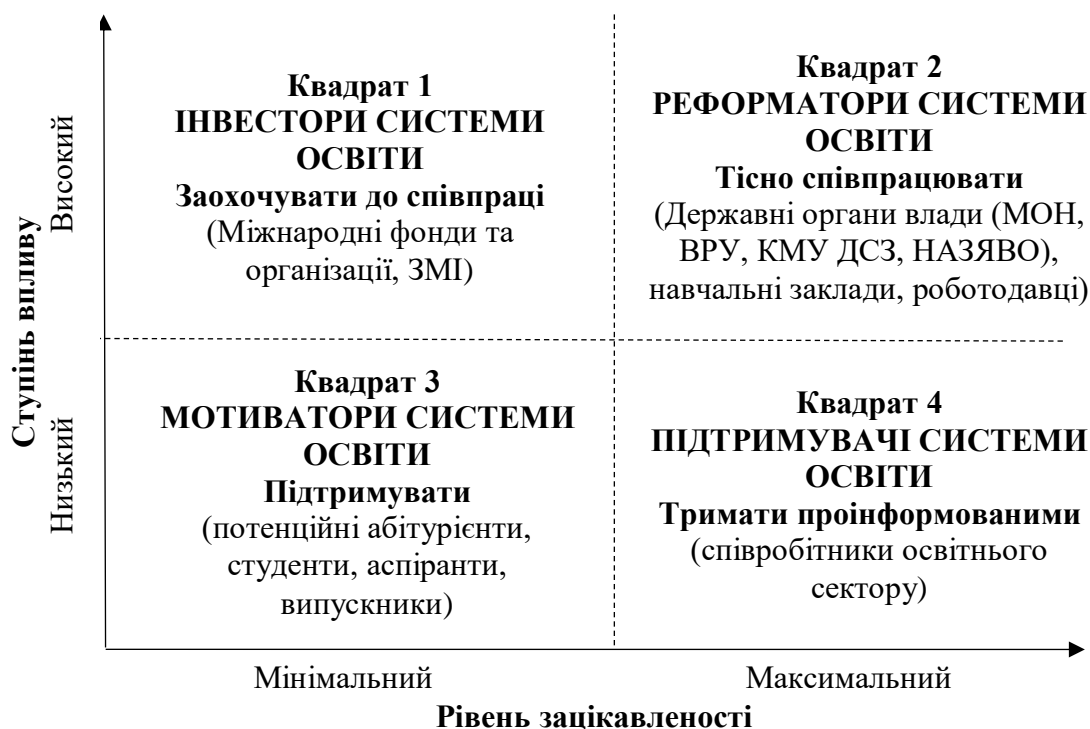 Ступінь впливу
Високий
Низький
Квадрат 1
ІНВЕСТОРИ СИСТЕМИ
ОСВІТИ
Заохочувати до співпраці
(Міжнародні фонди та
організації, ЗМІ)
Квадрат 2
РЕФОРМАТОРИ СИСТЕМИ
ОСВІТИ
Тісно співпрацювати
(Державні органи влади (МОН,
ВРУ, КМУ ДСЗ, НАЗЯВО),
навчальні заклади, роботодавці)
Квадрат 3
МОТИВАТОРИ СИСТЕМИ
ОСВІТИ
Підтримувати
(потенційні абітурієнти,
студенти, аспіранти,
випускники)
Квадрат 4
ПІДТРИМУВАЧІ СИСТЕМИ
ОСВІТИ
Тримати проінформованими
(співробітники освітнього
сектору)
Мінімальний
Максимальний
Рівень зацікавленості